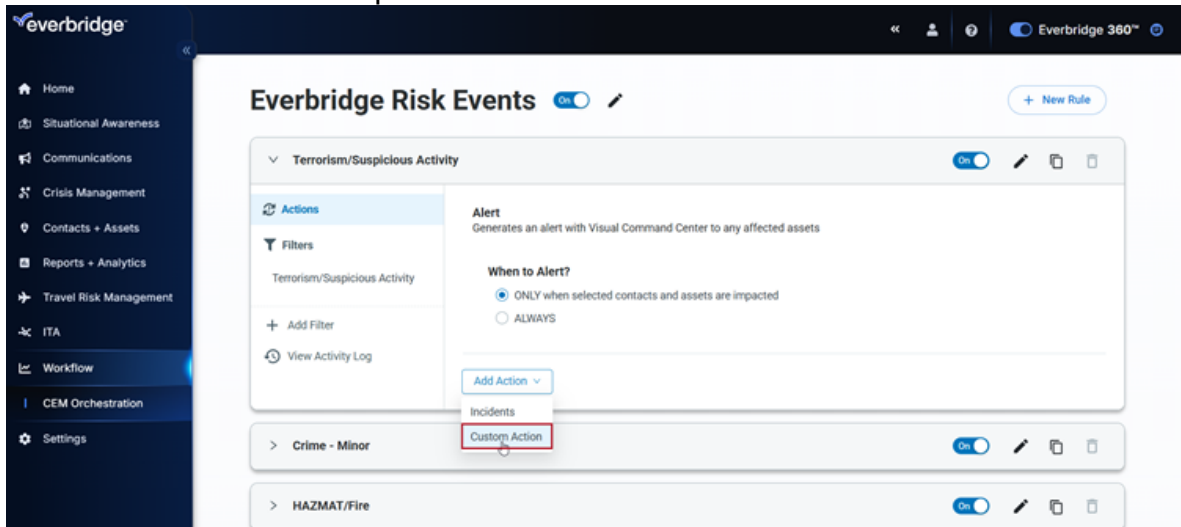 everbridge
Everbridge 360™
Home
Situational Awareness
Communications
Crisis Management
Contacts + Assets
Reports + Analytics
Travel Risk Management
ITA
Workflow
CEM Orchestration
Settings
Everbridge Risk Events
On
+ New Rule
Terrorism/Suspicious Activity
On
Actions
Filters
Terrorism/Suspicious Activity
+ Add Filter
View Activity Log
Alert
Generates an alert with Visual Command Center to any affected assets
When to Alert?
ONLY when selected contacts and assets are impacted
ALWAYS
Add Action
Incidents
Custom Action
Crime - Minor
On
HAZMAT/Fire
On